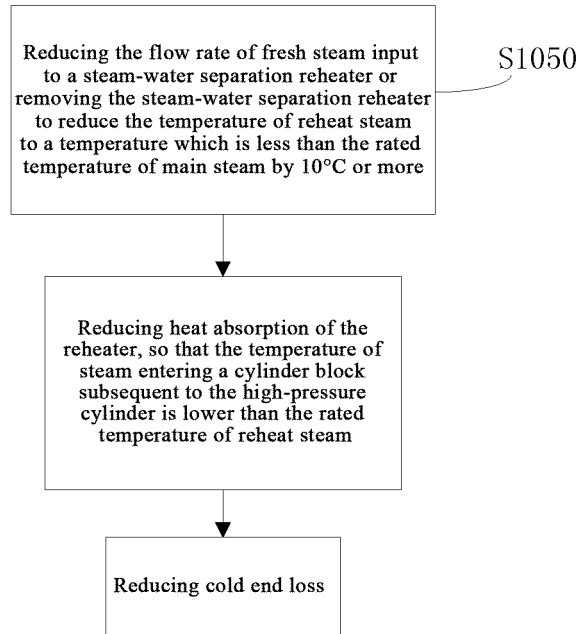 Reducing the flow rate of fresh steam input
to a steam-water separation reheater or
removing the steam-water separation reheater
to reduce the temperature of reheat steam
to a temperature which is less than the rated
temperature of main steam by 10°C or more
S1050
Reducing heat absorption of the
reheater, so that the temperature of
steam entering a cylinder block
subsequent to the high-pressure
cylinder is lower than the rated
temperature of reheat steam
Reducing cold end loss